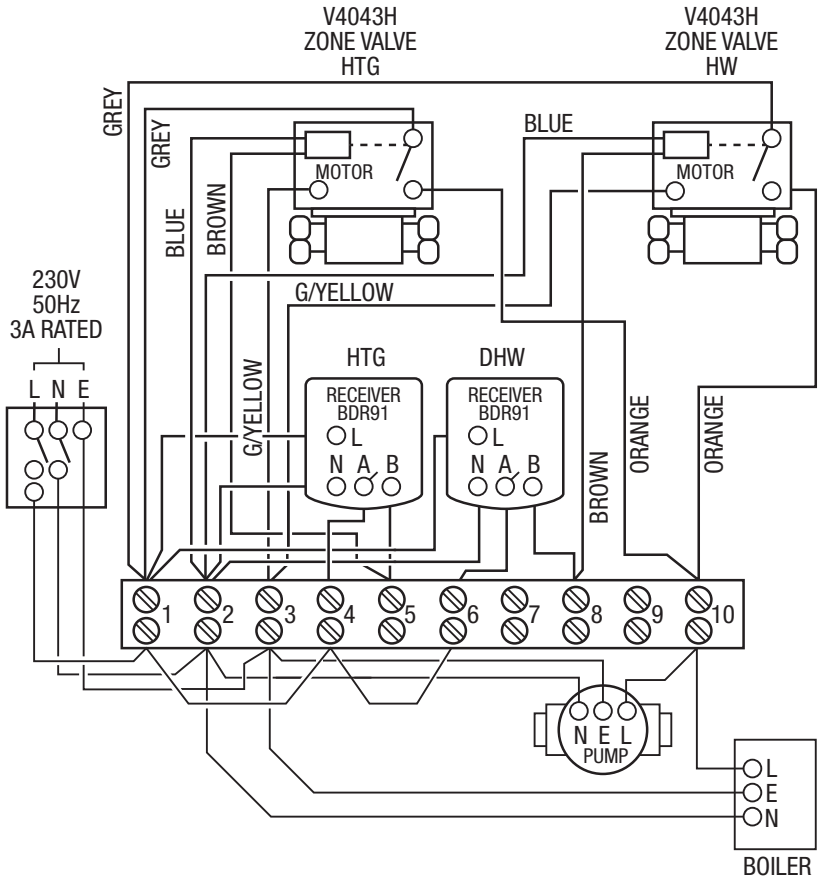 V4043H
ZONE VALVE
HTG
V4043H
ZONE VALVE
HW
GREY
GREY
BLUE
BROWN
MOTOR
BLUE
MOTOR
G/YELLOW
230V
50Hz
3A RATED
L N E
G/YELLOW
HTG
RECEIVER
BDR91
L
N A B
DHW
RECEIVER
BDR91
L
N A B
BROWN
ORANGE
ORANGE
1 2 3 4 5 6 7 8 9 10
N E L
PUMP
L
E
N
BOILER